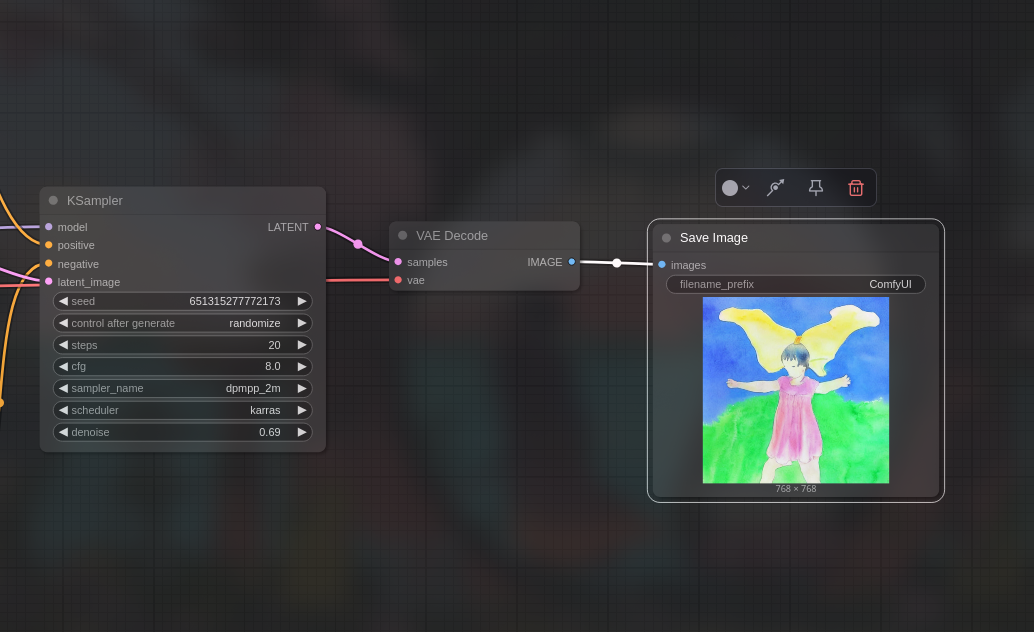 KSampler
model
LATENT
positive
negative
latent_image
seed 651315277772173
control after generate randomize
steps 20
cfg 8.0
sampler_name dpmpp_2m
scheduler karras
denoise 0.69
VAE Decode
samples
IMAGE
vae
Save Image
images
filename_prefix ComfyUI
768 × 768